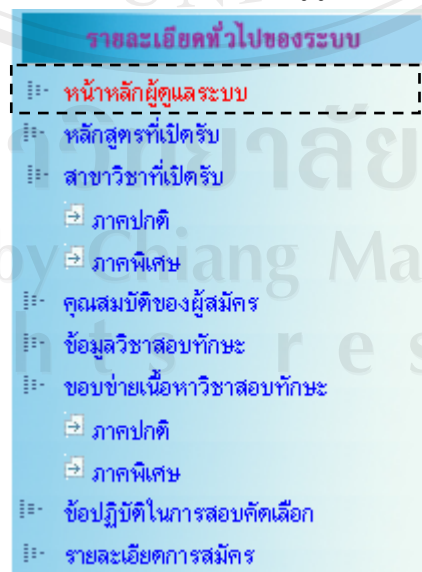 รายละเอียดทั่วไปของระบบ
หน้าหลักผู้ดูแลระบบ
หลักสูตรที่เปิดรับ
สาขาวิชาที่เปิดรับ
ภาคปกติ
ภาคพิเศษ
คุณสมบัติของผู้สมัคร
ข้อมูลวิชาสอบทักษะ
ขอบข่ายเนื้อหาวิชาสอบทักษะ
ภาคปกติ
ภาคพิเศษ
ข้อปฏิบัติในการสอบคัดเลือก
รายละเอียดการสมัคร